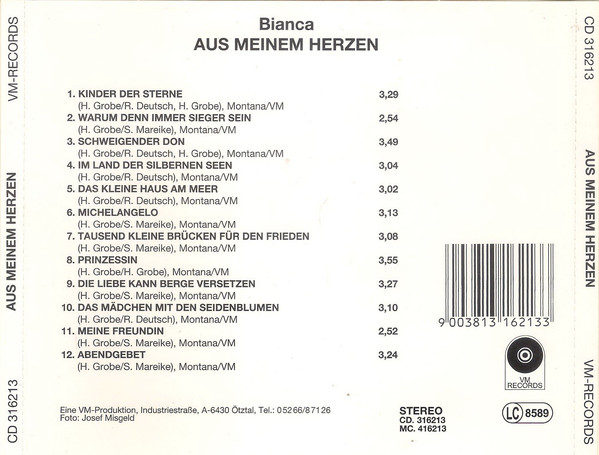 Bianca
AUS MEINEM HERZEN
1. KINDER DER STERNE 3,29
(H. Grobe/R. Deutsch, H. Grobe), Montana/VM
2. WARUM DENN IMMER SIEGER SEIN 2,54
(H. Grobe/S. Mareike), Montana/VM
3. SCHWEIGENDER DON 3,49
(H. Grobe/R. Deutsch, H. Grobe), Montana/VM
4. IM LAND DER SILBERNEN SEEN 3,04
(H. Grobe/R. Deutsch), Montana/VM
5. DAS KLEINE HAUS AM MEER 3,02
(H. Grobe/R. Deutsch), Montana/VM
6. MICHELANGELO 3,13
(H. Grobe/S. Mareike), Montana/VM
7. TAUSEND KLEINE BRÜCKEN FÜR DEN FRIEDEN 3,08
(H. Grobe/S. Mareike), Montana/VM
8. PRINZESSIN 3,55
(H. Grobe/H. Grobe), Montana/VM
9. DIE LIEBE KANN BERGE VERSETZEN 3,27
(H. Grobe/S. Mareike), Montana/VM
10. DAS MÄDCHEN MIT DEN SEIDENBLUMEN 3,10
(H. Grobe/R. Deutsch), Montana/VM
11. MEINE FREUNDIN 2,52
(H. Grobe/S. Mareike), Montana/VM
12. ABENDGEBET 3,24
(H. Grobe/S. Mareike), Montana/VM
Eine VM-Produktion, Industriestraße, A-6430 Ötztal, Tel.: 05266/87126
Foto: Josef Misgeld
STEREO
CD. 316213
MC. 416213
9 003813 162133
VM
RECORDS
LC 8589
VM-RECORDS
AUS MEINEM HERZEN
CD 316213
CD 316213
AUS MEINEM HERZEN
VM-RECORDS